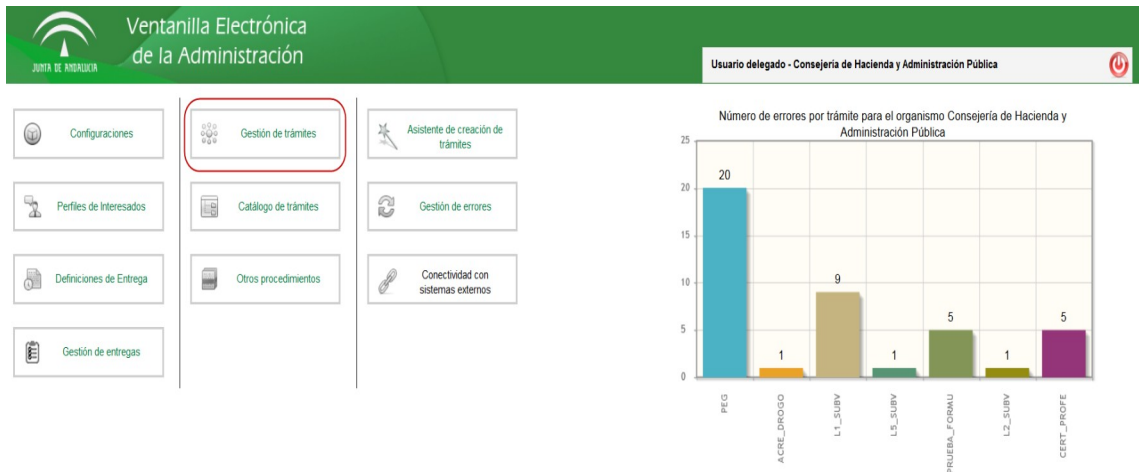 Ventanilla Electrónica
de la Administración
JUNTA DE ANDALUCIA
Usuario delegado - Consejería de Hacienda y Administración Pública
Configuraciones
Gestión de trámites
Asistente de creación de
trámites
Perfiles de Interesados
Catálogo de trámites
Gestión de errores
Definiciones de Entrega
Otros procedimientos
Conectividad con
sistemas externos
Gestión de entregas
Número de errores por trámite para el organismo Consejería de Hacienda y
Administración Pública
25
20
15
10
5
0
20
1
9
1
5
1
5
PEG
ACRE_DROGO
L1_SUBV
L5_SUBV
PRUEBA_FORMU
L2_SUBV
CERT_PROFE